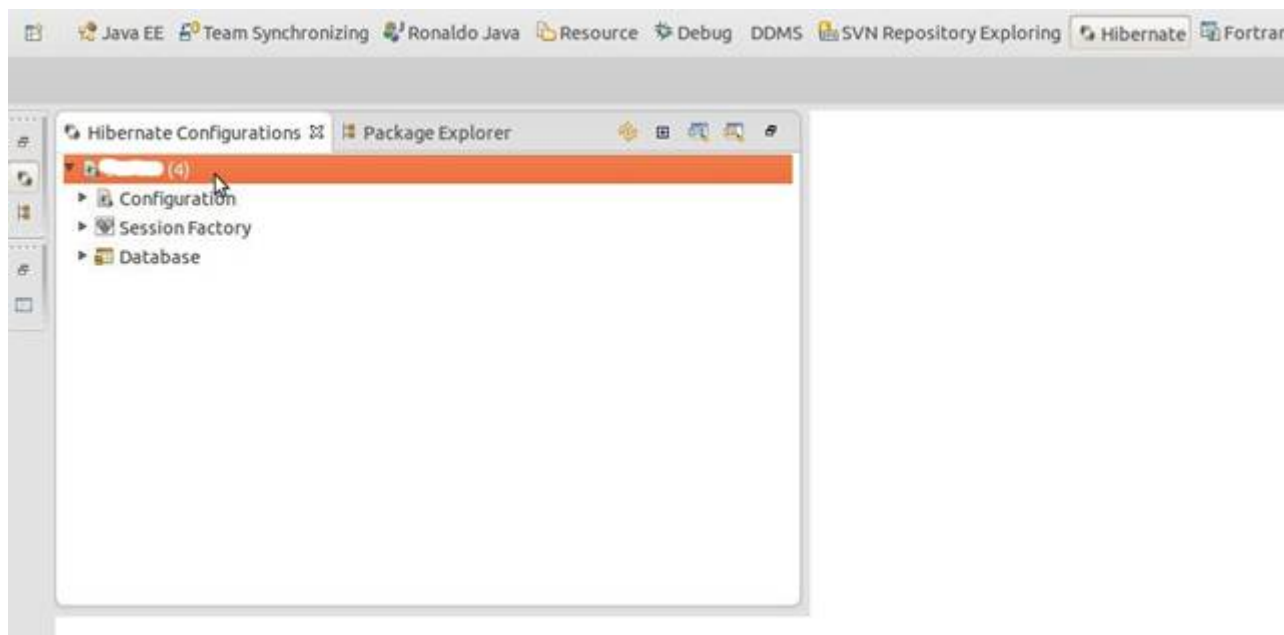 Java EE Team Synchronizing Ronaldo Java Resource Debug DDMS SVN Repository Exploring Hibernate Fortran
Hibernate Configurations Package Explorer
(4)
Configuration
Session Factory
Database